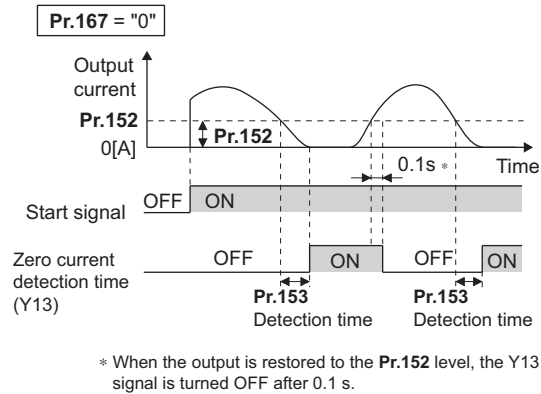 Pr.167 = "0"
Output
current
Pr.152
Pr.152
0[A]
Time
0.1s *
OFF ON
Start signal
Zero current
detection time
(Y13)
OFF ON OFF ON
Pr.153
Detection time
Pr.153
Detection time
* When the output is restored to the Pr.152 level, the Y13
signal is turned OFF after 0.1 s.